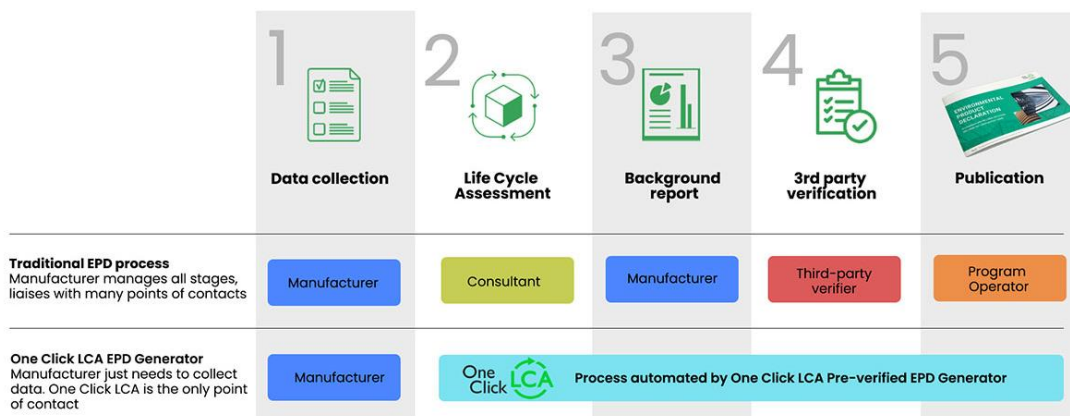 1
2
3
4
5
ENVIRONMENTAL
PRODUCT
DECLARATION
Data collection
Life Cycle
Assessment
Background
report
3rd party
verification
Publication
Traditional EPD process
Manufacturer manages all stages,
liaises with many points of contacts
Manufacturer
Consultant
Manufacturer
Third-party
verifier
Program
Operator
One Click LCA EPD Generator
Manufacturer just needs to collect
data. One Click LCA is the only point
of contact
Manufacturer
One
Click LCA
Process automated by One Click LCA Pre-verified EPD Generator